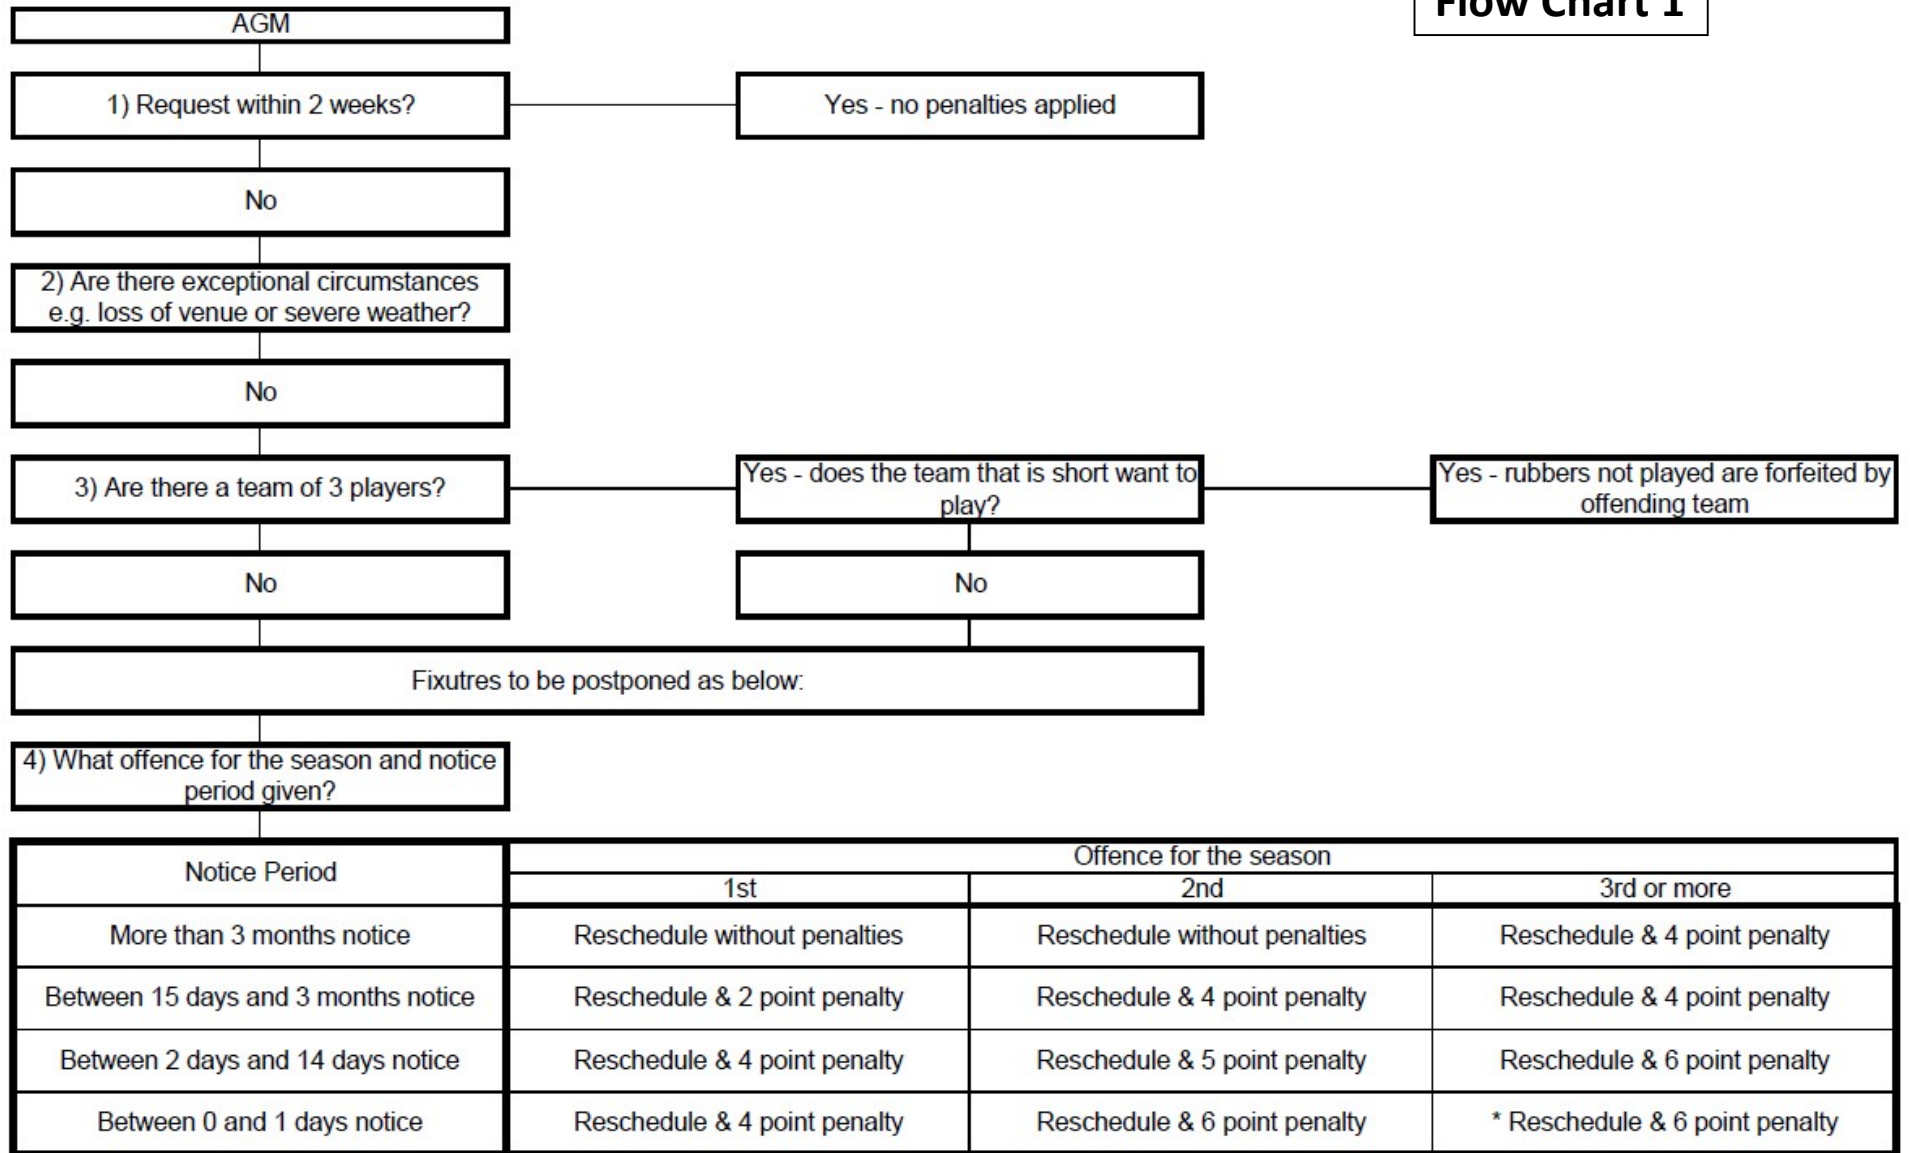 Flow Chart 1
AGM
1) Request within 2 weeks?
Yes - no penalties applied
No
2) Are there exceptional circumstances
e.g. loss of venue or severe weather?
No
3) Are there a team of 3 players?
Yes - does the team that is short want to
play?
Yes - rubbers not played are forfeited by
offending team
No
No
Fixutres to be postponed as below:
4) What offence for the season and notice
period given?
Notice Period
Offence for the season
1st
2nd
3rd or more
More than 3 months notice
Reschedule without penalties
Reschedule without penalties
Reschedule & 4 point penalty
Between 15 days and 3 months notice
Reschedule & 2 point penalty
Reschedule & 4 point penalty
Reschedule & 4 point penalty
Between 2 days and 14 days notice
Reschedule & 4 point penalty
Reschedule & 5 point penalty
Reschedule & 6 point penalty
Between 0 and 1 days notice
Reschedule & 4 point penalty
Reschedule & 6 point penalty
* Reschedule & 6 point penalty